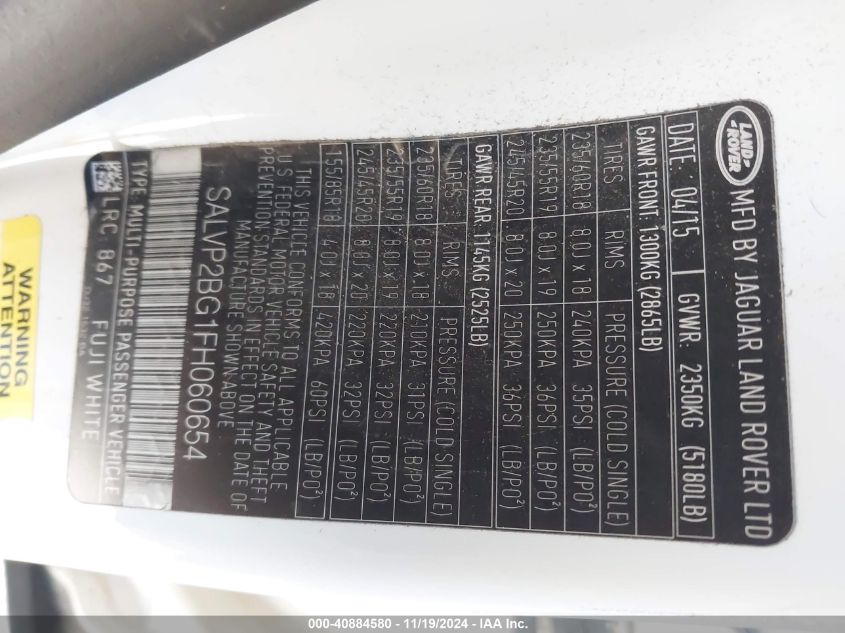 LAND
ROVER
MFD BY JAGUAR LAND ROVER LTD
DATE: 04/15 GVWR: 2350KG (5180LB)
GAWR FRONT: 1300KG (2865LB)
TIRES RIMS PRESSURE (COLD SINGLE)
235/60R18 8.0J x 18 240KPA 35PSI (LB/PO²)
235/55R19 8.0J x 19 250KPA 36PSI (LB/PO²)
245/45R20 8.0J x 20 250KPA 36PSI (LB/PO²)
GAWR REAR: 1145KG (2525LB)
TIRES RIMS PRESSURE (COLD SINGLE)
235/60R18 8.0J x 18 210KPA 31PSI (LB/PO²)
235/55R19 8.0J x 19 220KPA 32PSI (LB/PO²)
245/45R20 8.0J x 20 220KPA 32PSI (LB/PO²)
155/85R18 4.0J x 18 420KPA 60PSI (LB/PO²)
THIS VEHICLE CONFORMS TO ALL APPLICABLE
U S FEDERAL MOTOR VEHICLE SAFETY AND THEFT
PREVENTION STANDARDS IN EFFECT ON THE DATE OF
MANUFACTURE SHOWN ABOVE
SALVP2BG1FH060654
TYPE: MULTI-PURPOSE PASSENGER VEHICLE
LRC 867 FUJI WHITE
WARNING
ATTENTION
000-40884580 - 11/19/2024 - IAA Inc.